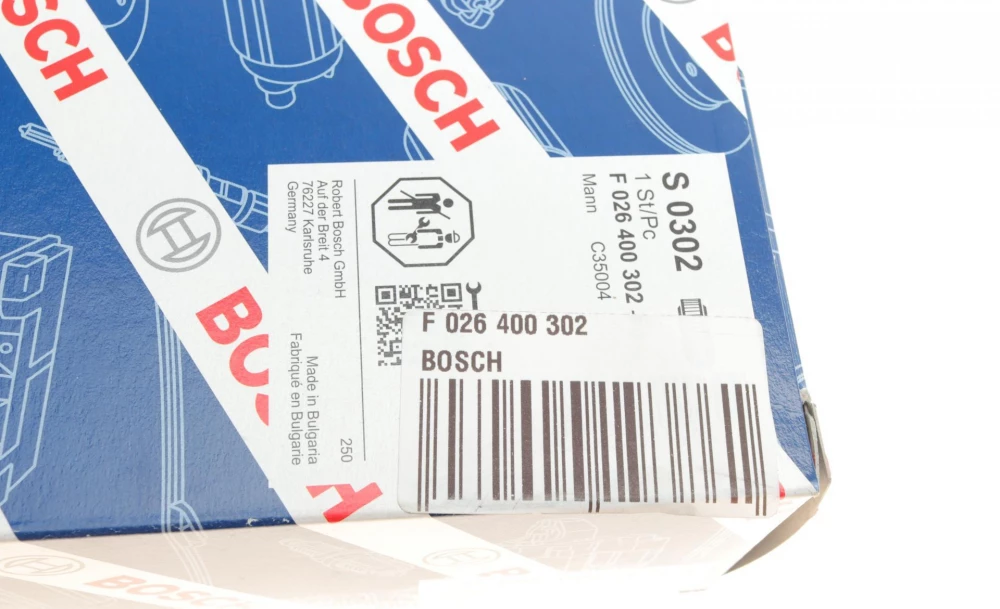 BOSCH
BOSCH
BOSCH
S 0302
1 St/Pc
F 026 400 302 -
Mann C35004
Robert Bosch GmbH
Auf der Breit 4
76227 Karlsruhe
Germany
Made in Bulgaria
Fabriqué en Bulgarie
250
F 026 400 302
BOSCH
BOSCH